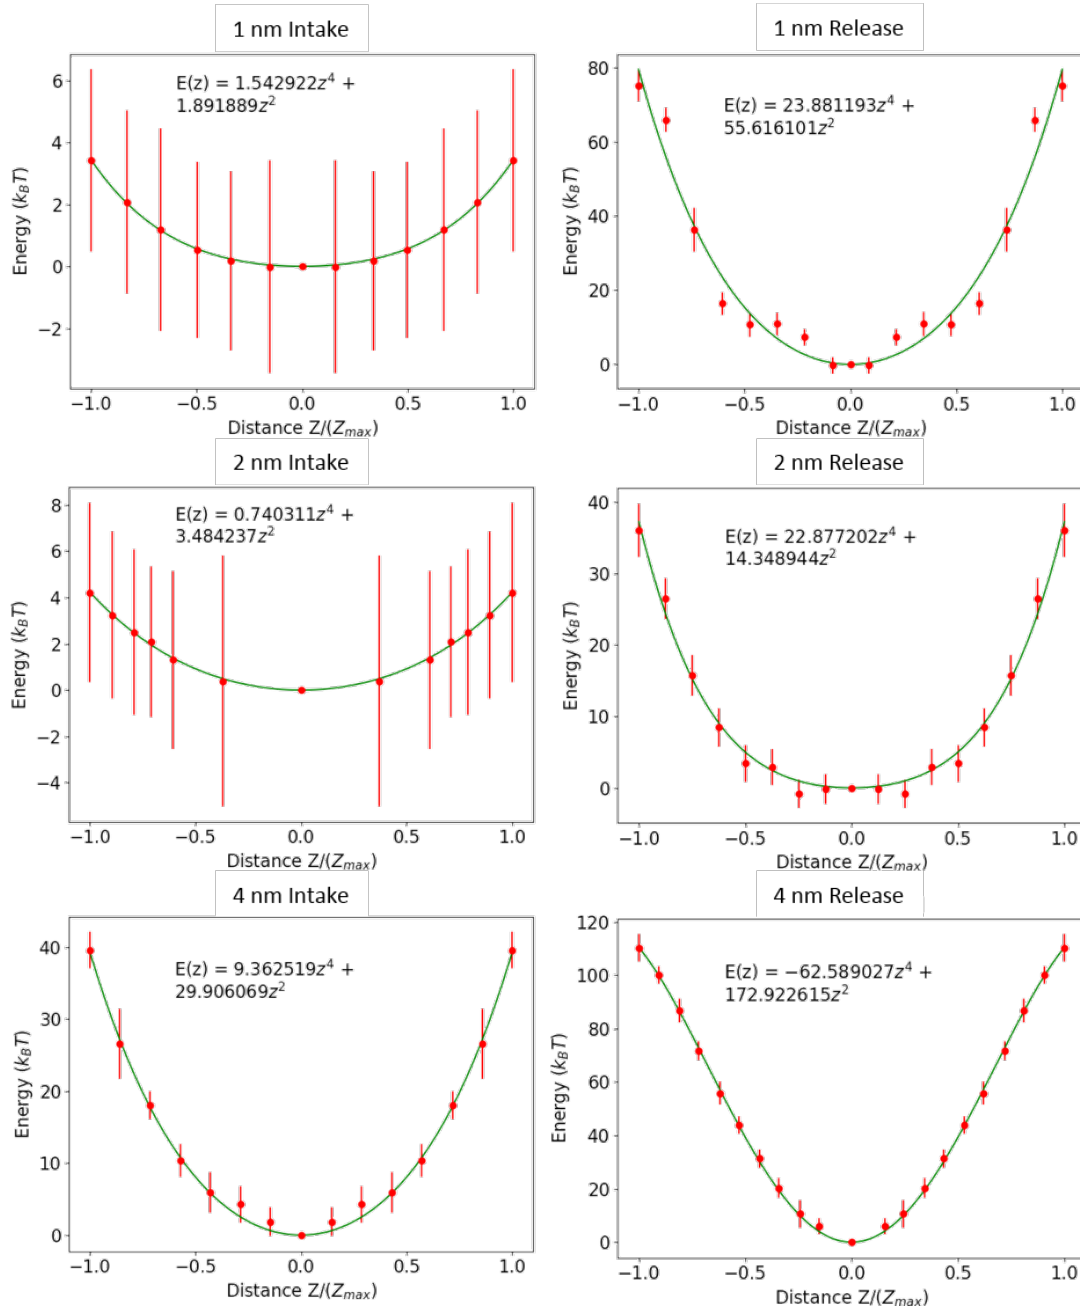 1 nm Intake
6
4
2
0
−2
E(z) = 1.542922z⁴ +
1.891889z²
Energy (k_BT)
−1.0 −0.5 0.0 0.5 1.0
Distance Z/(Z_max)
1 nm Release
80
60
40
20
0
E(z) = 23.881193z⁴ +
55.616101z²
Energy (k_BT)
−1.0 −0.5 0.0 0.5 1.0
Distance Z/(Z_max)
2 nm Intake
8
6
4
2
0
−2
−4
E(z) = 0.740311z⁴ +
3.484237z²
Energy (k_BT)
−1.0 −0.5 0.0 0.5 1.0
Distance Z/(Z_max)
2 nm Release
40
30
20
10
0
E(z) = 22.877202z⁴ +
14.348944z²
Energy (k_BT)
−1.0 −0.5 0.0 0.5 1.0
Distance Z/(Z_max)
4 nm Intake
40
30
20
10
0
E(z) = 9.362519z⁴ +
29.906069z²
Energy (k_BT)
−1.0 −0.5 0.0 0.5 1.0
Distance Z/(Z_max)
4 nm Release
120
100
80
60
40
20
0
E(z) = −62.589027z⁴ +
172.922615z²
Energy (k_BT)
−1.0 −0.5 0.0 0.5 1.0
Distance Z/(Z_max)